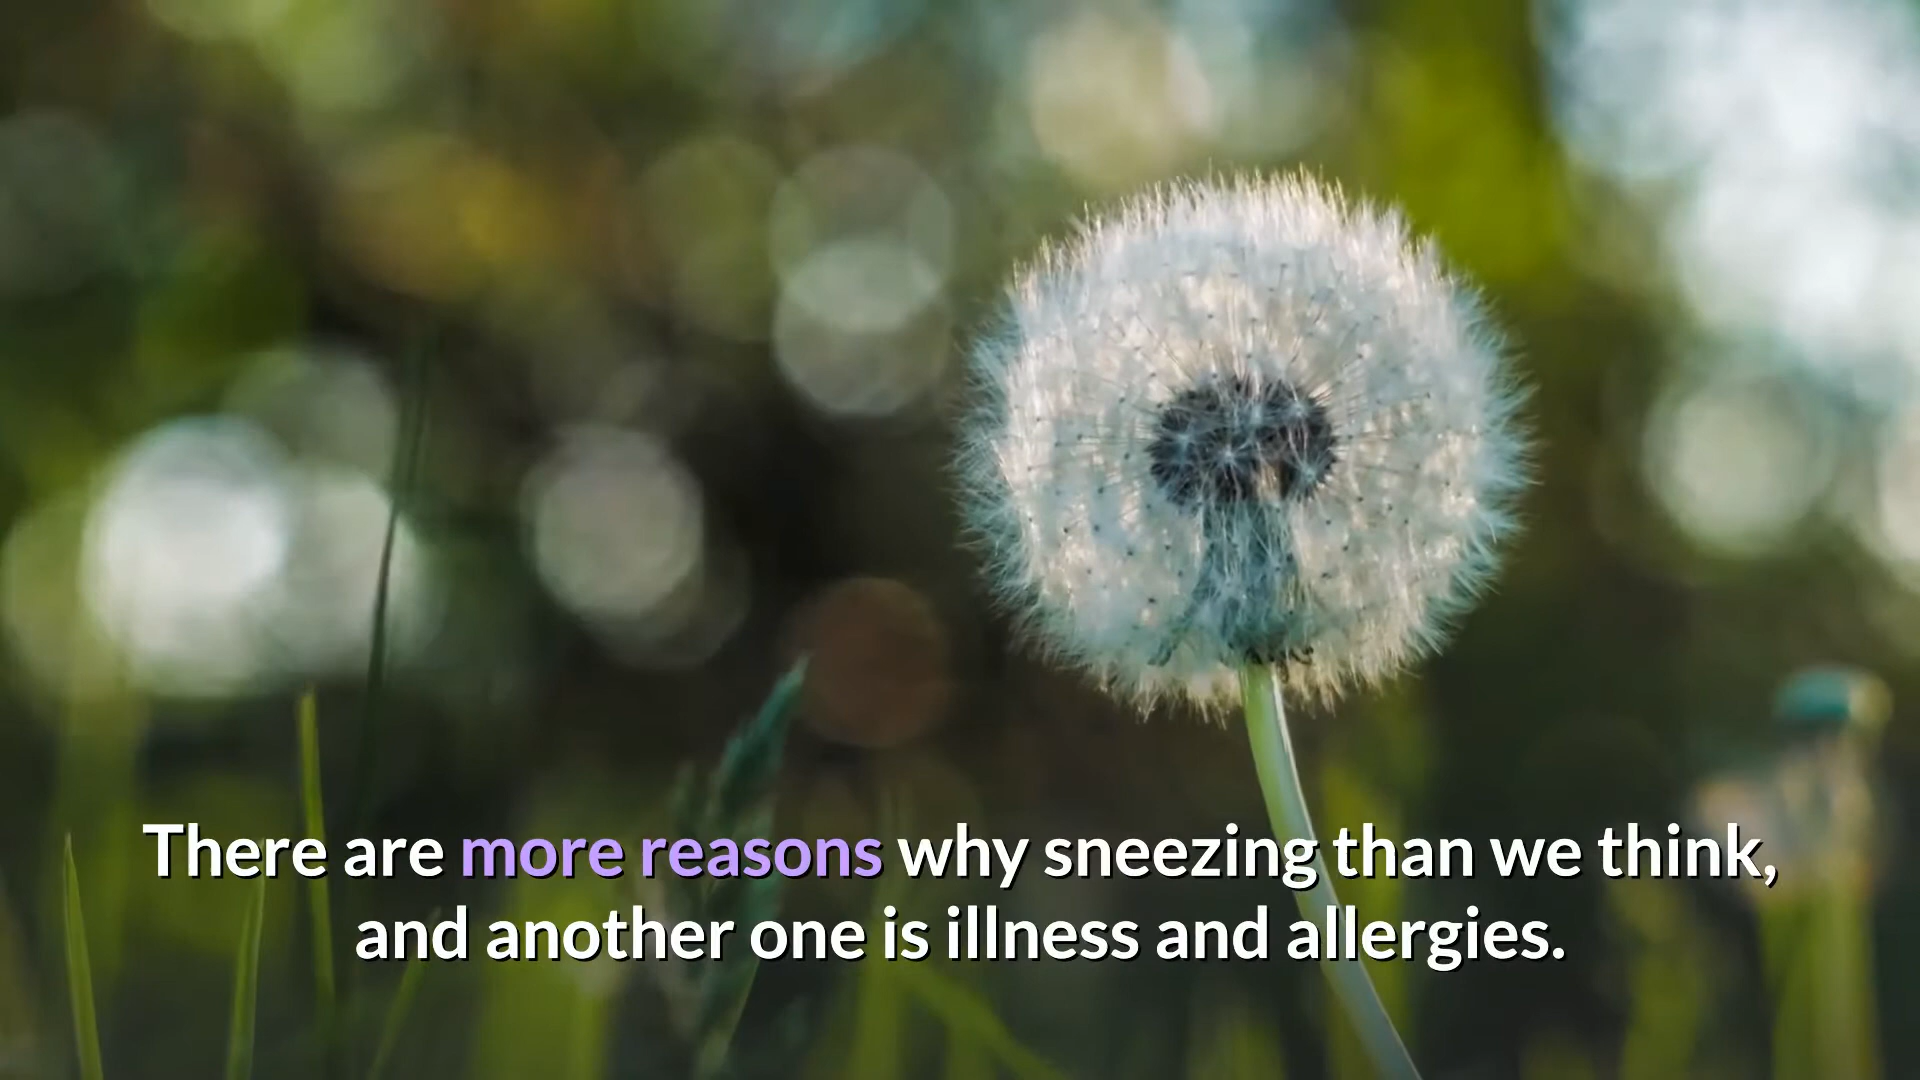 There are more reasons why sneezing than we think,
and another one is illness and allergies.